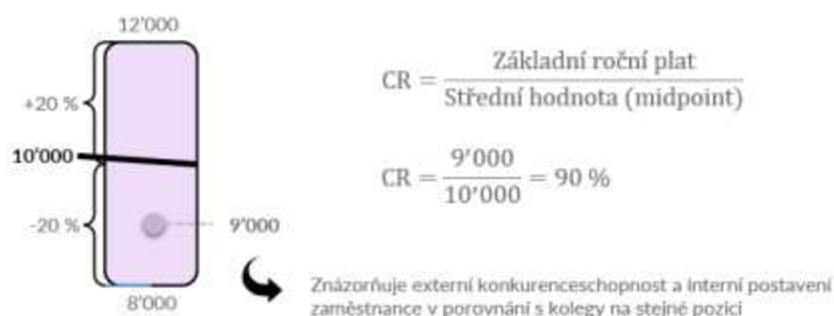 12'000
+20 %
10'000
-20 %
9'000
8'000
CR = Základní roční plat / Střední hodnota (midpoint)
CR = 9'000 / 10'000 = 90 %
Znázorňuje externí konkurenceschopnost a interní postavení
zaměstnance v porovnání s kolegy na stejné pozici